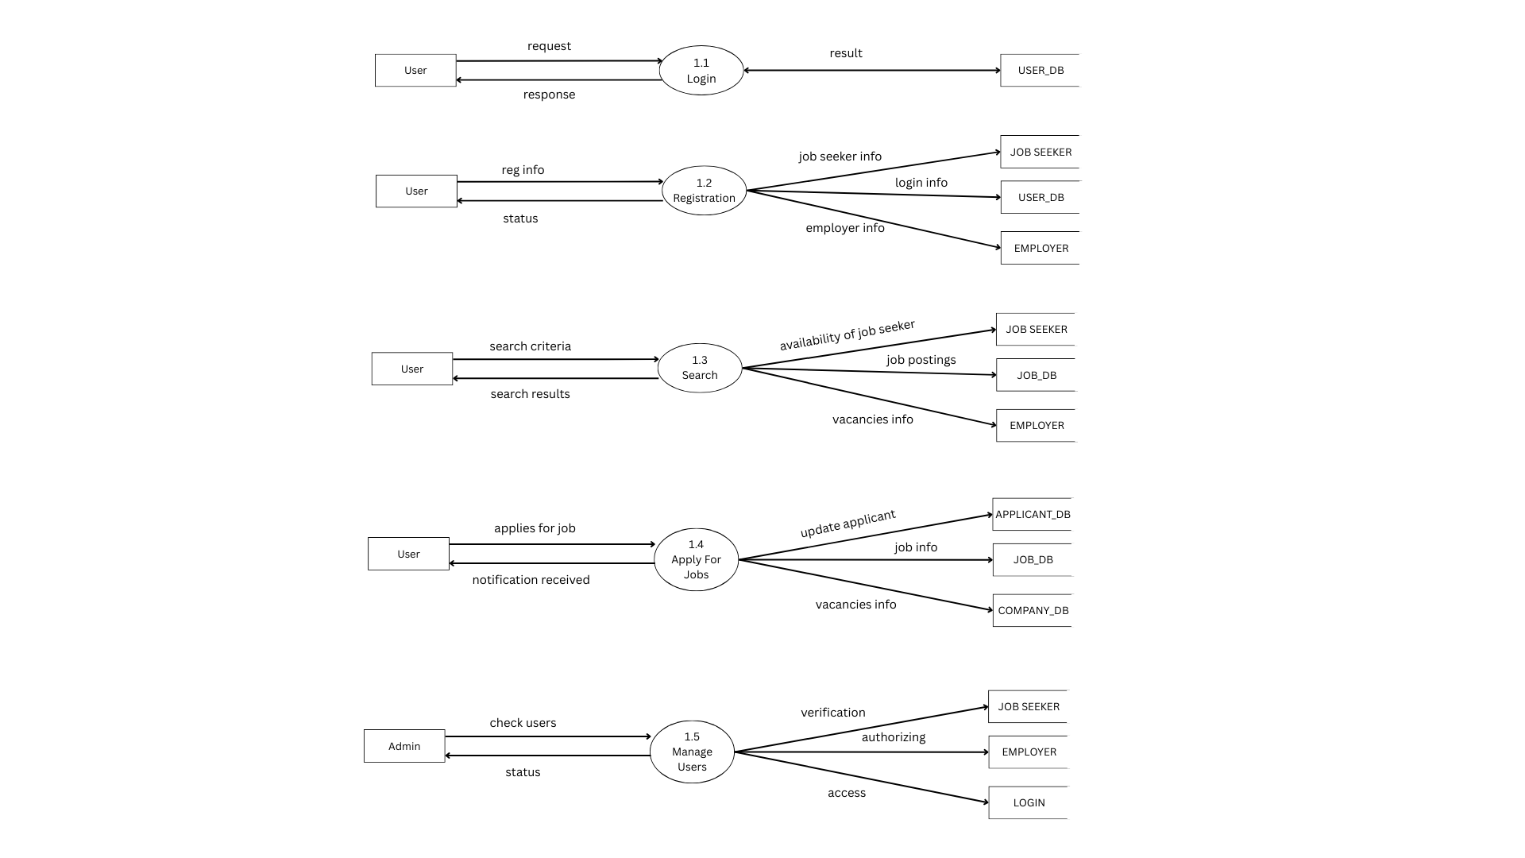 request
User
1.1
Login
result
USER_DB
response
reg info
User
status
1.2
Registration
job seeker info
login info
employer info
JOB SEEKER
USER_DB
EMPLOYER
search criteria
User
search results
1.3
Search
availability of job seeker
job postings
vacancies info
JOB SEEKER
JOB_DB
EMPLOYER
applies for job
User
notification received
1.4
Apply For
Jobs
update applicant
job info
vacancies info
APPLICANT_DB
JOB_DB
COMPANY_DB
check users
Admin
status
1.5
Manage
Users
verification
authorizing
access
JOB SEEKER
EMPLOYER
LOGIN